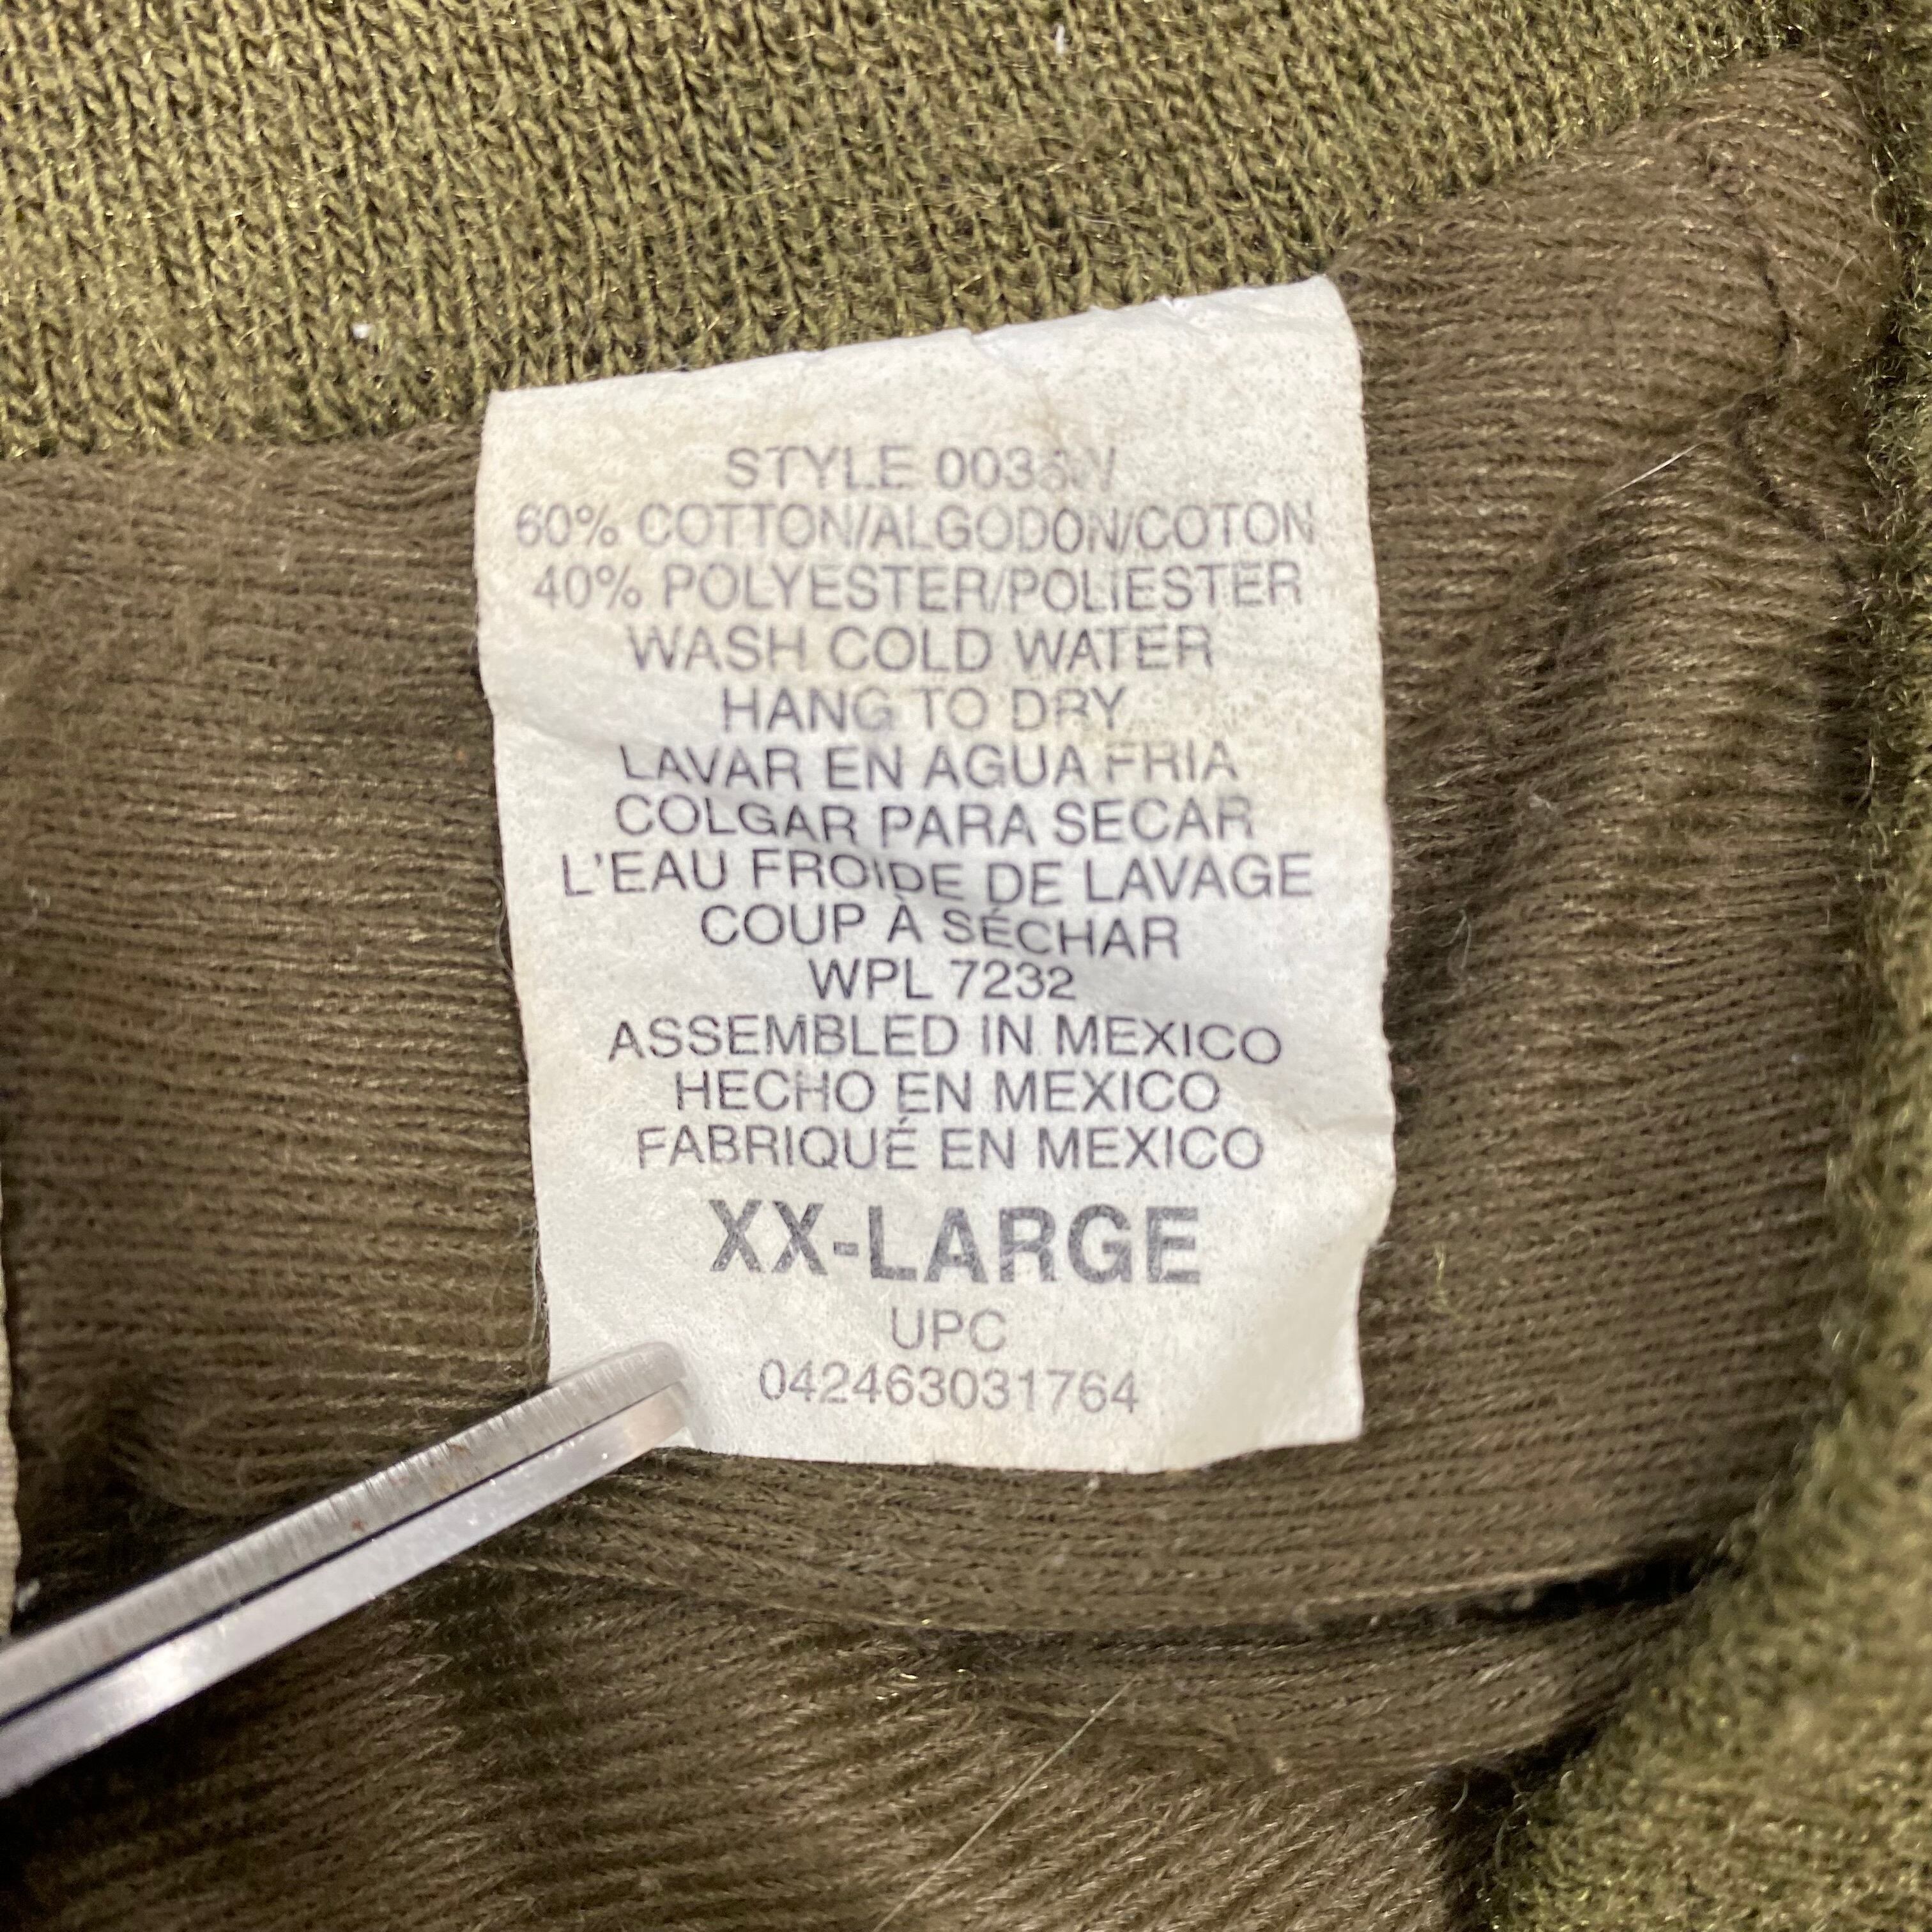 STYLE
60% COTTON/ALGODON/COTON
40% POLYESTER/POLIESTER
WASH COLD WATER
HANG TO DRY
LAVAR EN AGUA FRIA
COLGAR PARA SECAR
L'EAU FROIDE DE LAVAGE
COUP À SÉCHAR
WPL 7232
ASSEMBLED IN MEXICO
HECHO EN MEXICO
FABRIQUÉ EN MEXICO
XX-LARGE
UPC
042463031764